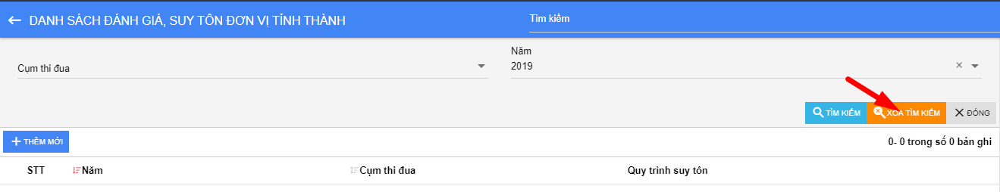 DANH SÁCH ĐÁNH GIÁ, SUY TÔN ĐƠN VỊ TỈNH THÀNH
Tìm kiếm
Năm
Cụm thi đua
2019
TÌM KIẾM
XÓA TÌM KIẾM
ĐÓNG
THÊM MỚI
0- 0 trong số 0 bản ghi
STT Năm Cụm thi đua Quy trình suy tôn